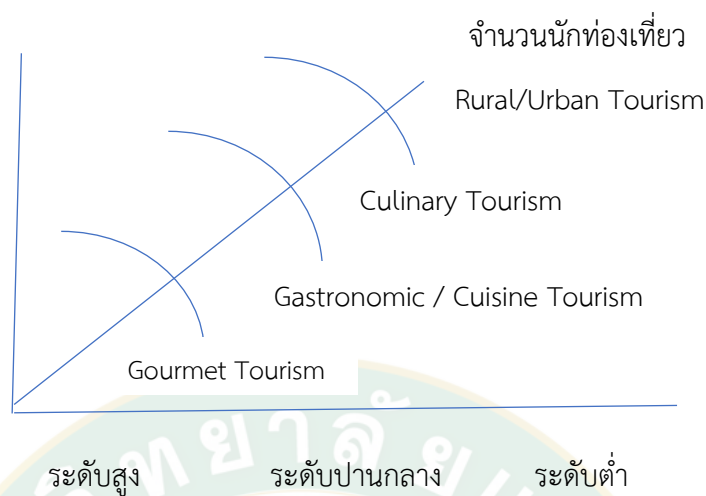 จำนวนนักท่องเที่ยว
Rural/Urban Tourism
Culinary Tourism
Gastronomic / Cuisine Tourism
Gourmet Tourism
ระดับสูง ระดับปานกลาง ระดับต่ำ